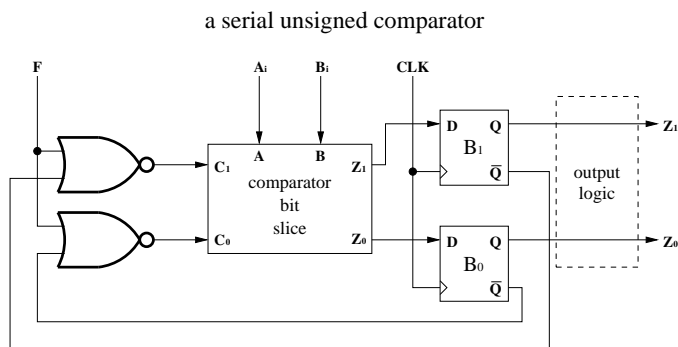 a serial unsigned comparator
F
Aᵢ
Bᵢ
CLK
A
B
C₁
Z₁
comparator
bit
slice
C₀
Z₀
D
Q
B₁
Q̅
D
Q
B₀
Q̅
output
logic
Z₁
Z₀